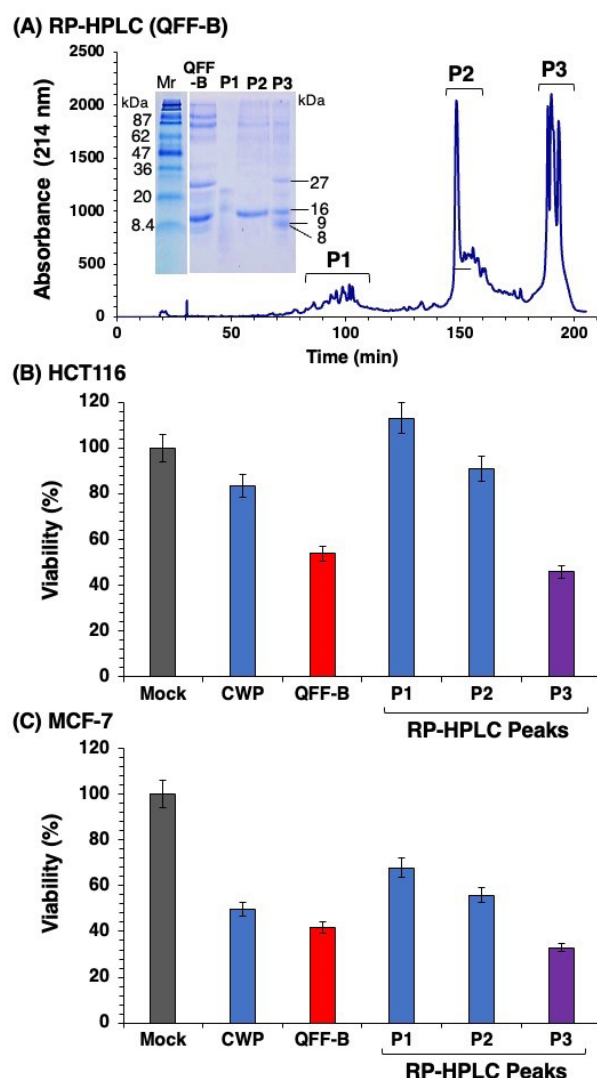 (A) RP-HPLC (QFF-B)
Absorbance (214 nm)
2500
2000
1500
1000
500
0
Mr
QFF
-B P1 P2 P3
kDa
87
62
47
36
20
8.4
kDa
27
16
9
8
P1
P2
P3
0 50 100 150 200
Time (min)
(B) HCT116
Viability (%)
120
100
80
60
40
20
0
Mock CWP QFF-B P1 P2 P3
RP-HPLC Peaks
(C) MCF-7
Viability (%)
120
100
80
60
40
20
0
Mock CWP QFF-B P1 P2 P3
RP-HPLC Peaks